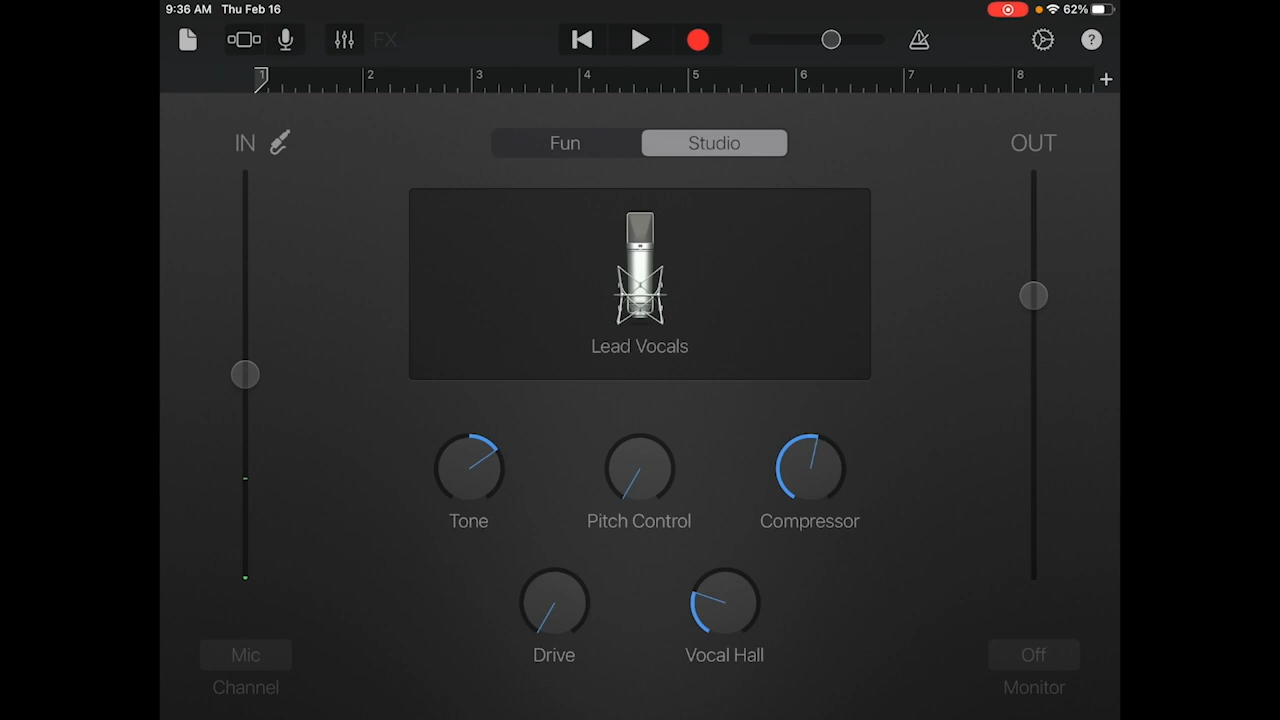 9:36 AM Thu Feb 16
62%
FX
?
1 2 3 4 5 6 7 8 +
IN
Fun Studio
OUT
Lead Vocals
Tone Pitch Control Compressor
Drive Vocal Hall
Mic
Channel
Off
Monitor